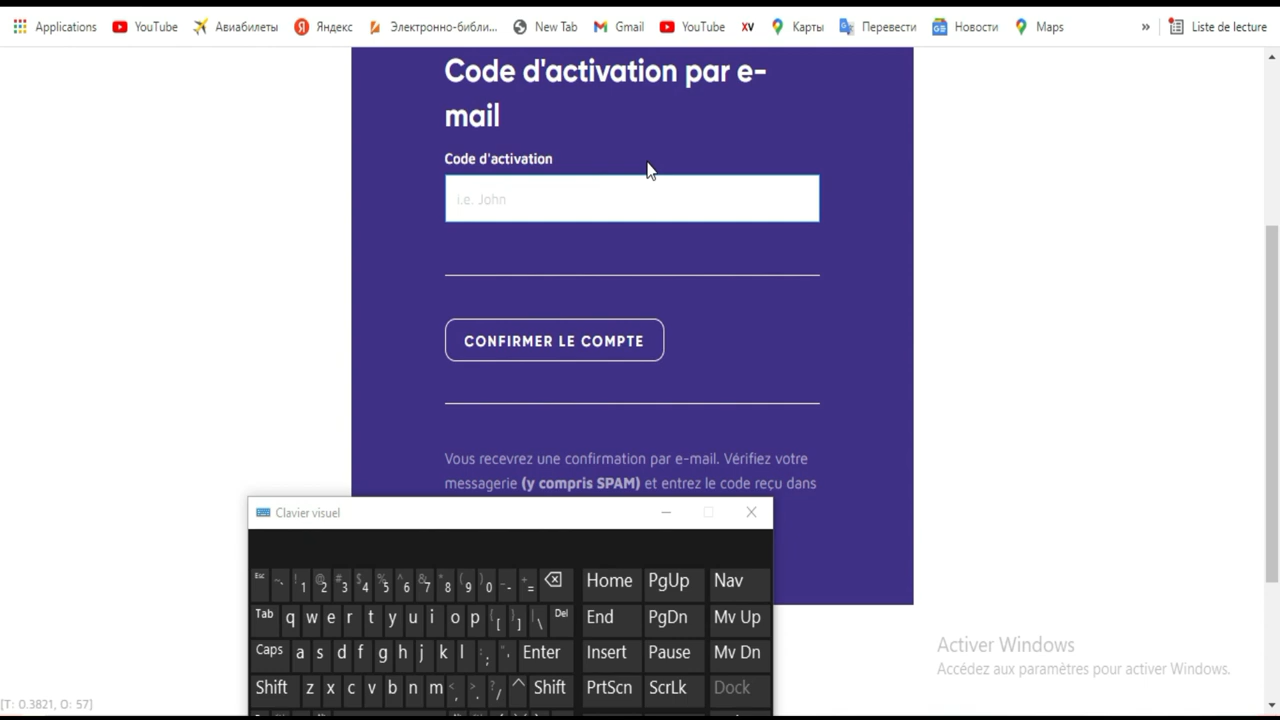 Applications YouTube Авиабилеты Яндекс Электронно-библи... New Tab Gmail YouTube XV Карты Перевести Новости Maps » Liste de lecture
Code d'activation par e-
mail
Code d'activation
i.e. John
CONFIRMER LE COMPTE
Vous recevrez une confirmation par e-mail. Vérifiez votre
messagerie (y compris SPAM) et entrez le code reçu dans
Clavier visuel
Esc ~ ` ! 1 @ 2 # 3 $ 4 % 5 ^ 6 & 7 * 8 ( 9 ) 0 _ - + = Home PgUp Nav
Tab q w e r t y u i o p { [ } ] | \ Del End PgDn Mv Up
Caps a s d f g h j k l : ; " ' Enter Insert Pause Mv Dn
Shift z x c v b n m < , > . ? / ^ Shift PrtScn ScrLk Dock
Activer Windows
Accédez aux paramètres pour activer Windows.
[T: 0.3821, O: 57]